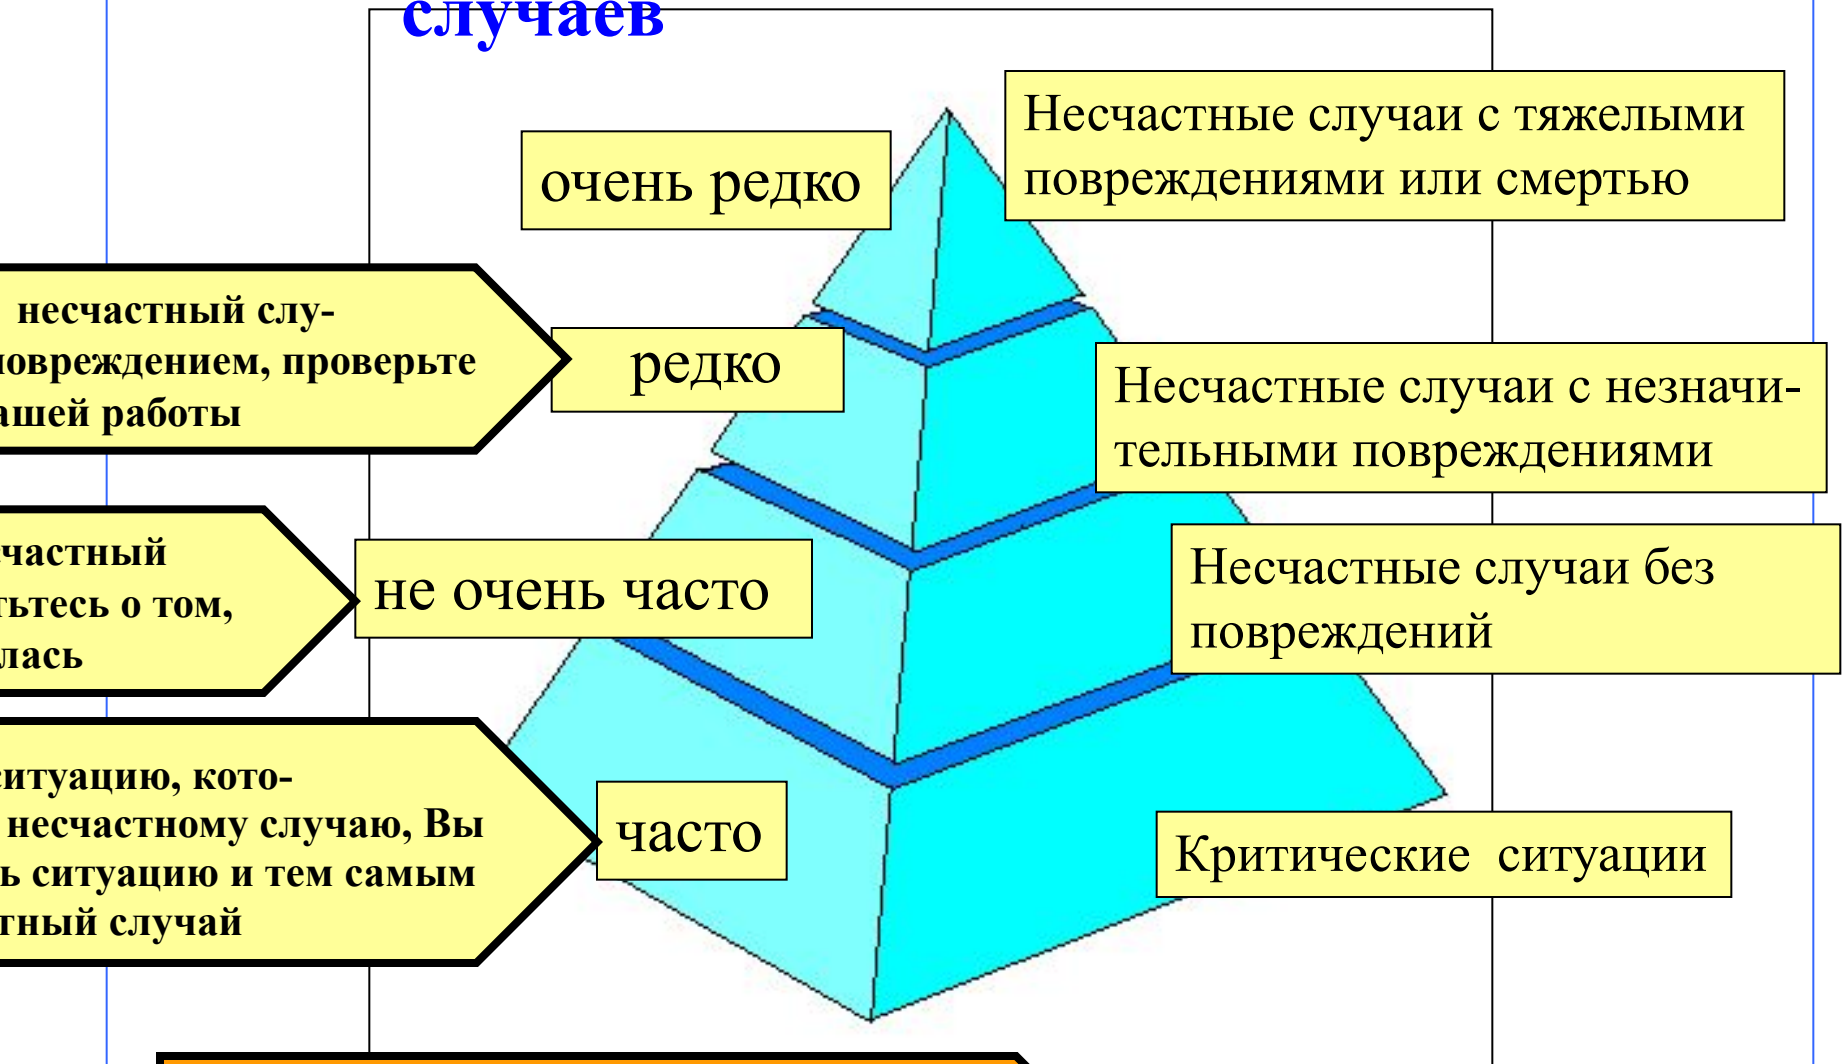 случаев
Несчастные случаи с тяжелыми
повреждениями или смертью
очень редко
несчастный слу-
повреждением, проверьте
ашей работы
редко
Несчастные случаи с незначи-
тельными повреждениями
частный
тьтесь о том,
лась
не очень часто
Несчастные случаи без
повреждений
ситуацию, кото-
несчастному случаю, Вы
ь ситуацию и тем самым
тный случай
часто
Критические ситуации